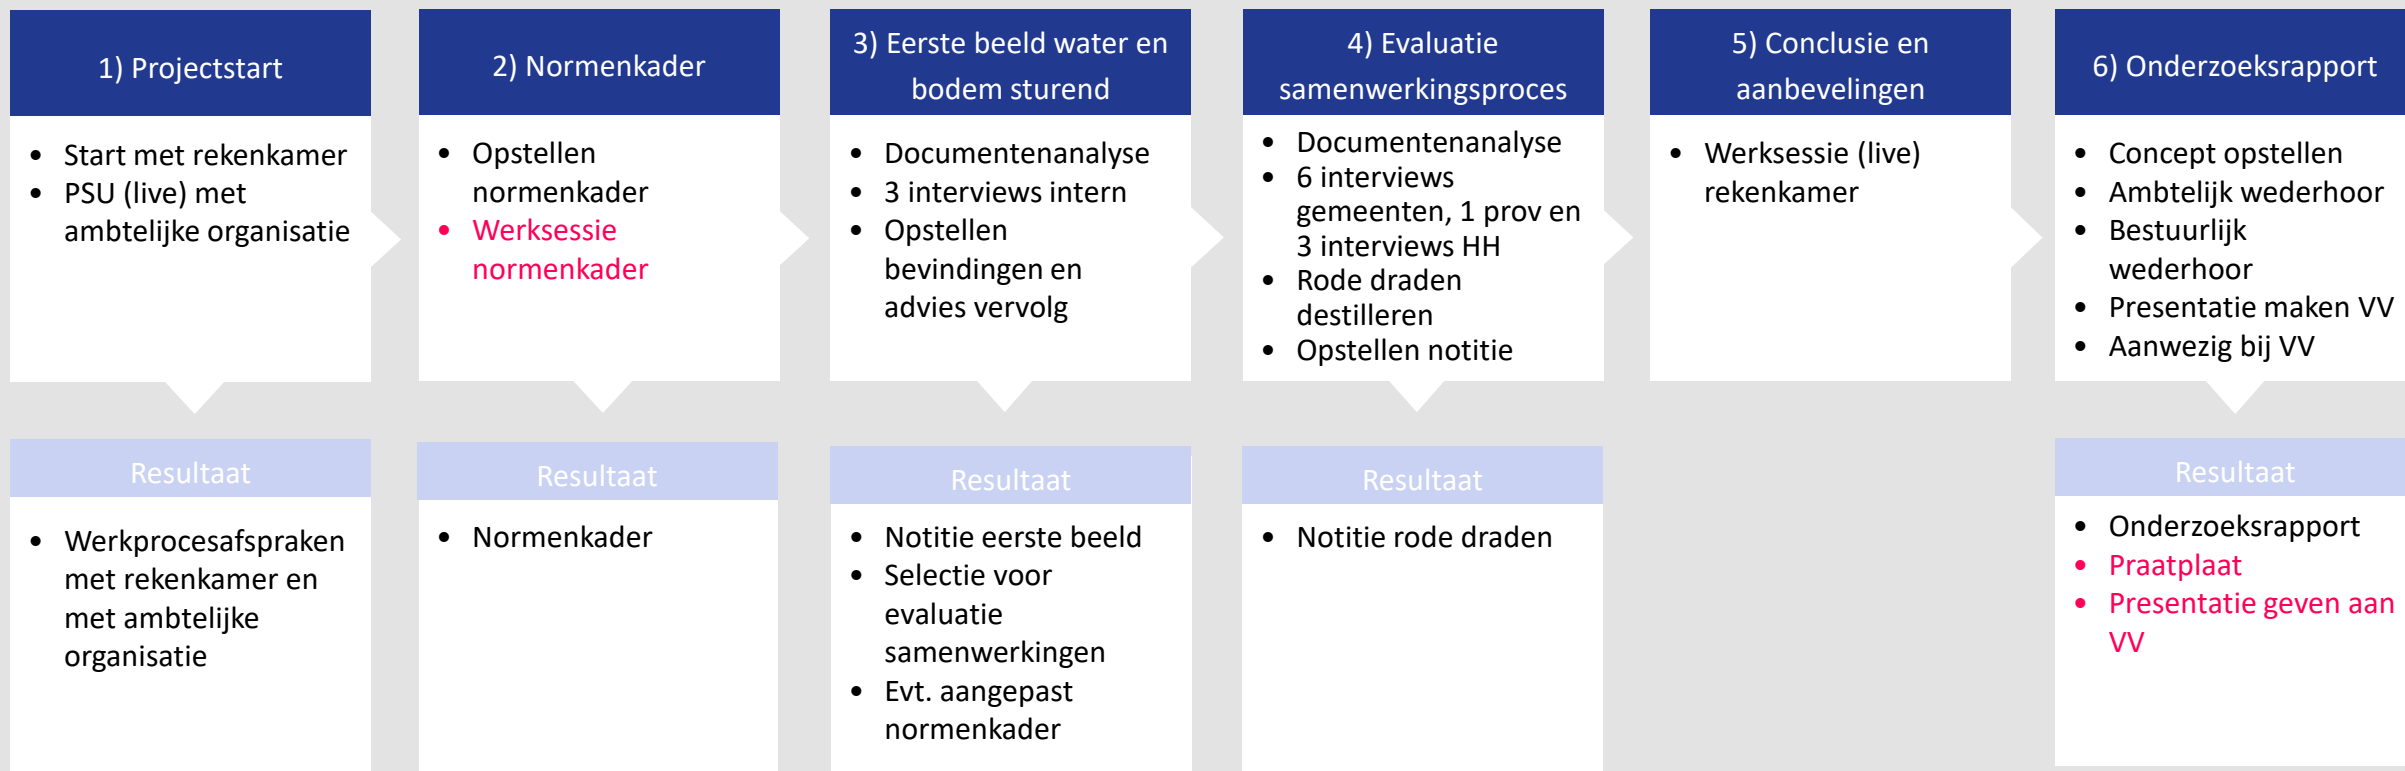 1) Projectstart
• Start met rekenkamer
• PSU (live) met
ambtelijke organisatie
Resultaat
• Werkprocesafspraken
met rekenkamer en
met ambtelijke
organisatie
2) Normenkader
• Opstellen
normenkader
• Werksessie
normenkader
Resultaat
• Normenkader
3) Eerste beeld water en
bodem sturend
• Documentenanalyse
• 3 interviews intern
• Opstellen
bevindingen en
advies vervolg
Resultaat
• Notitie eerste beeld
• Selectie voor
evaluatie
samenwerkingen
• Evt. aangepast
normenkader
4) Evaluatie
samenwerkingsproces
• Documentenanalyse
• 6 interviews
gemeenten, 1 prov en
3 interviews HH
• Rode draden
destilleren
• Opstellen notitie
Resultaat
• Notitie rode draden
5) Conclusie en
aanbevelingen
• Werksessie (live)
rekenkamer
6) Onderzoeksrapport
• Concept opstellen
• Ambtelijk wederhoor
• Bestuurlijk
wederhoor
• Presentatie maken VV
• Aanwezig bij VV
Resultaat
• Onderzoeksrapport
• Praatplaat
• Presentatie geven aan
VV